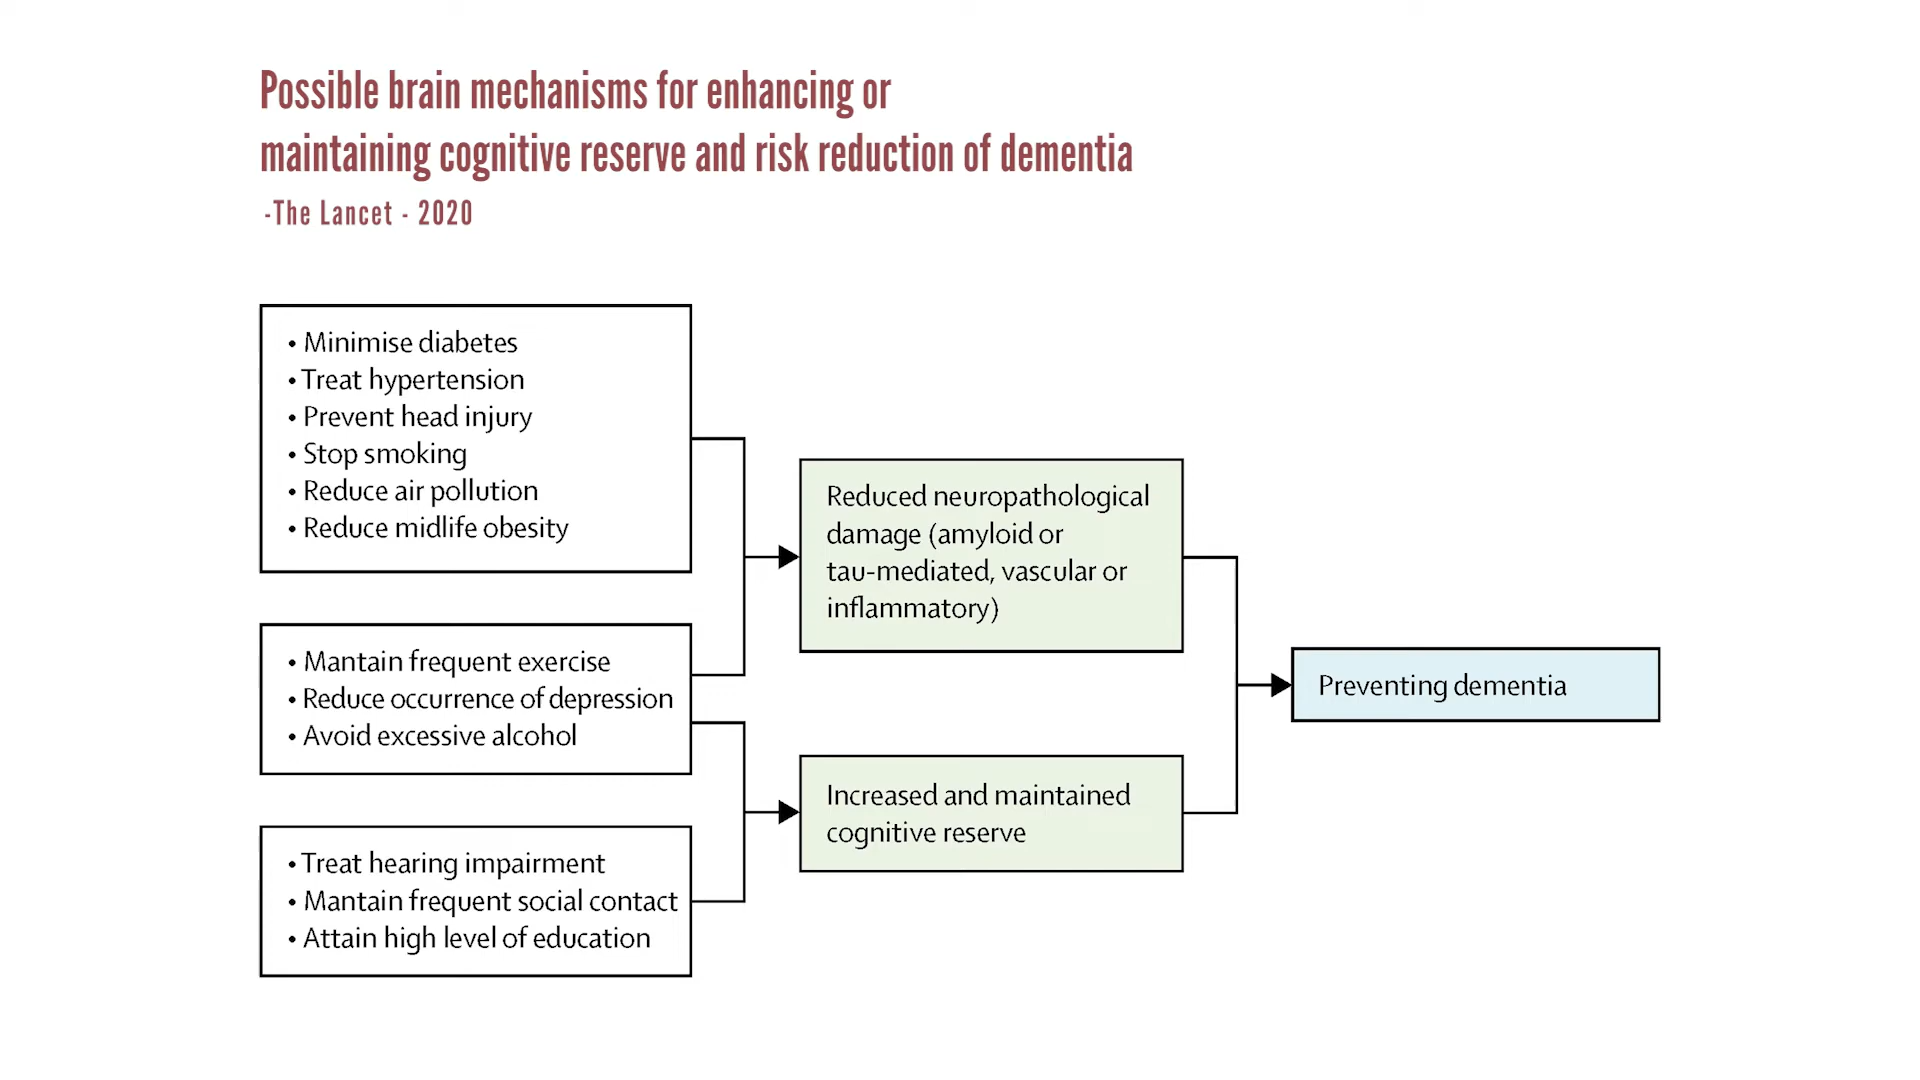 Possible brain mechanisms for enhancing or
maintaining cognitive reserve and risk reduction of dementia
-The Lancet - 2020
• Minimise diabetes
• Treat hypertension
• Prevent head injury
• Stop smoking
• Reduce air pollution
• Reduce midlife obesity
• Mantain frequent exercise
• Reduce occurrence of depression
• Avoid excessive alcohol
• Treat hearing impairment
• Mantain frequent social contact
• Attain high level of education
Reduced neuropathological
damage (amyloid or
tau-mediated, vascular or
inflammatory)
Increased and maintained
cognitive reserve
Preventing dementia